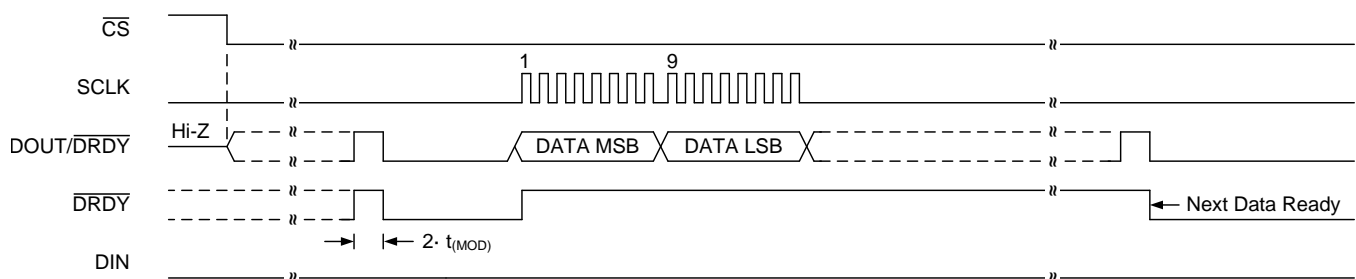 CS
SCLK
1
9
Hi-Z
DOUT/DRDY
DATA MSB
DATA LSB
DRDY
Next Data Ready
2· t(MOD)
DIN